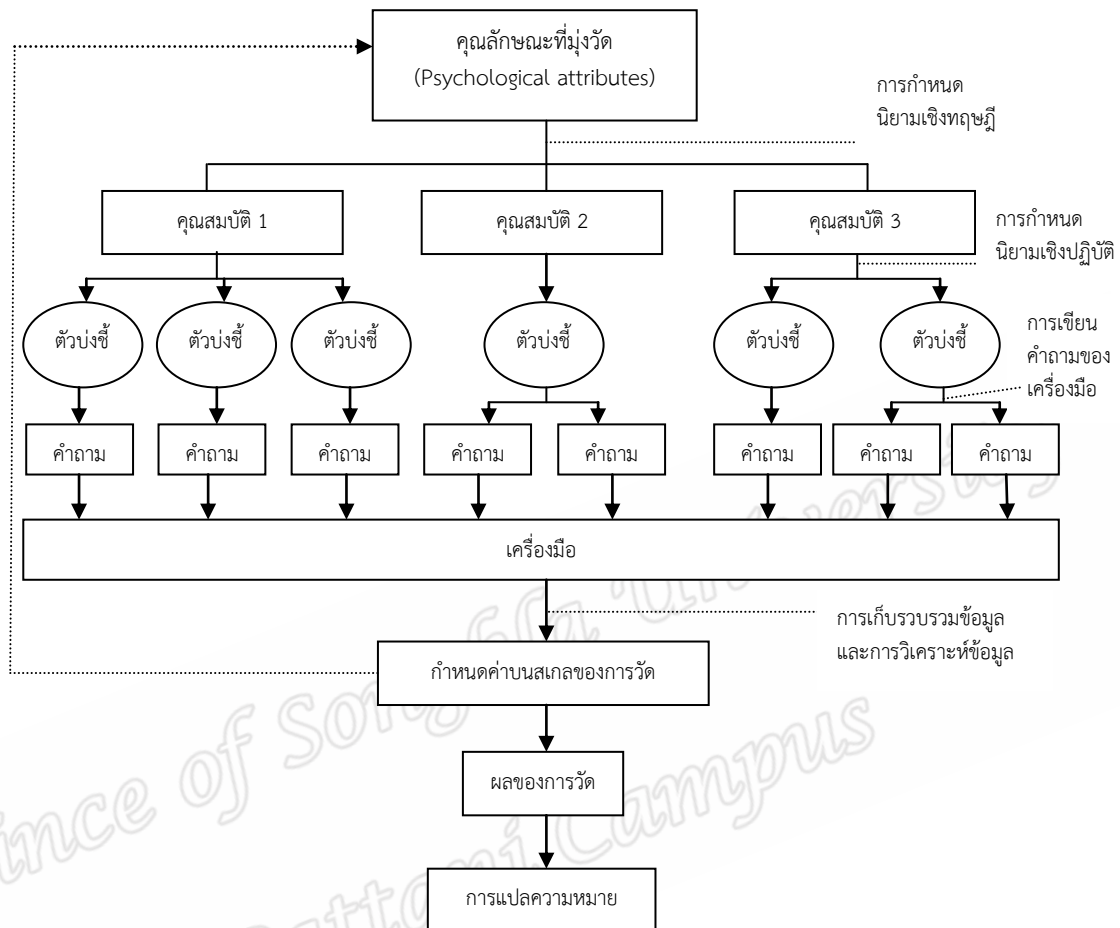 คุณลักษณะที่มุ่งวัด
(Psychological attributes)
การกำหนด
นิยามเชิงทฤษฎี
คุณสมบัติ 1
คุณสมบัติ 2
คุณสมบัติ 3
การกำหนด
นิยามเชิงปฏิบัติ
ตัวบ่งชี้
ตัวบ่งชี้
ตัวบ่งชี้
ตัวบ่งชี้
ตัวบ่งชี้
ตัวบ่งชี้
การเขียน
คำถามของ
เครื่องมือ
คำถาม
คำถาม
คำถาม
คำถาม
คำถาม
คำถาม
คำถาม
คำถาม
เครื่องมือ
การเก็บรวบรวมข้อมูล
และการวิเคราะห์ข้อมูล
กำหนดค่าบนสเกลของการวัด
ผลของการวัด
การแปลความหมาย
of Songkla University
Pattani Campus